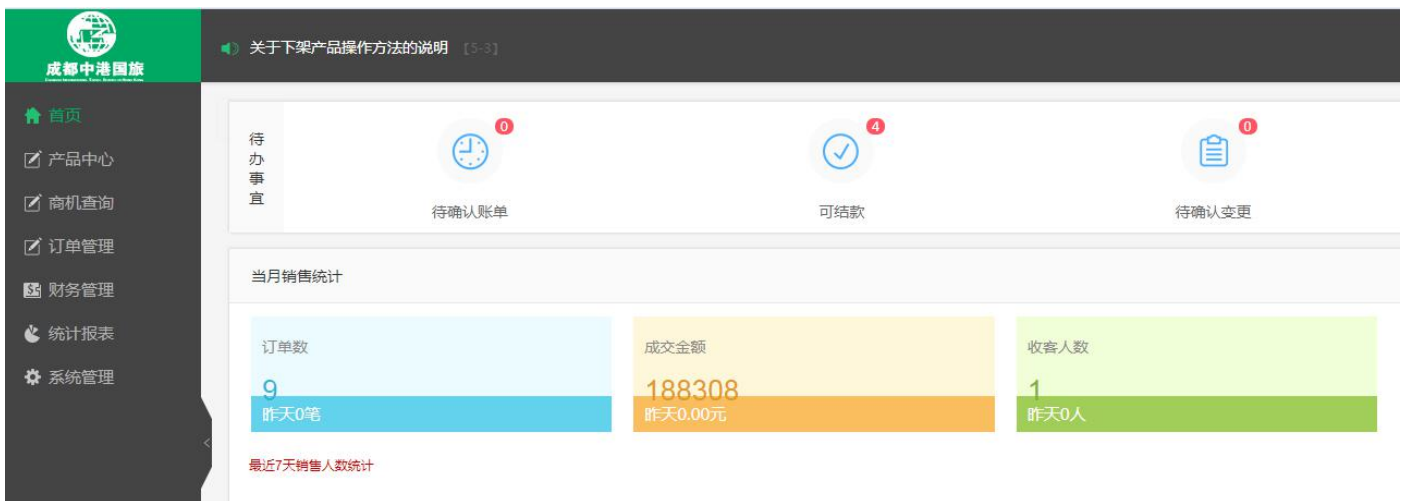 成都中港国旅
关于下架产品操作方法的说明 [5-3]
首页
产品中心
商机查询
订单管理
财务管理
统计报表
系统管理
待办事宜
0
待确认账单
4
可结款
0
待确认变更
当月销售统计
订单数
9
昨天0笔
成交金额
188308
昨天0.00元
收客人数
1
昨天0人
最近7天销售人数统计
<